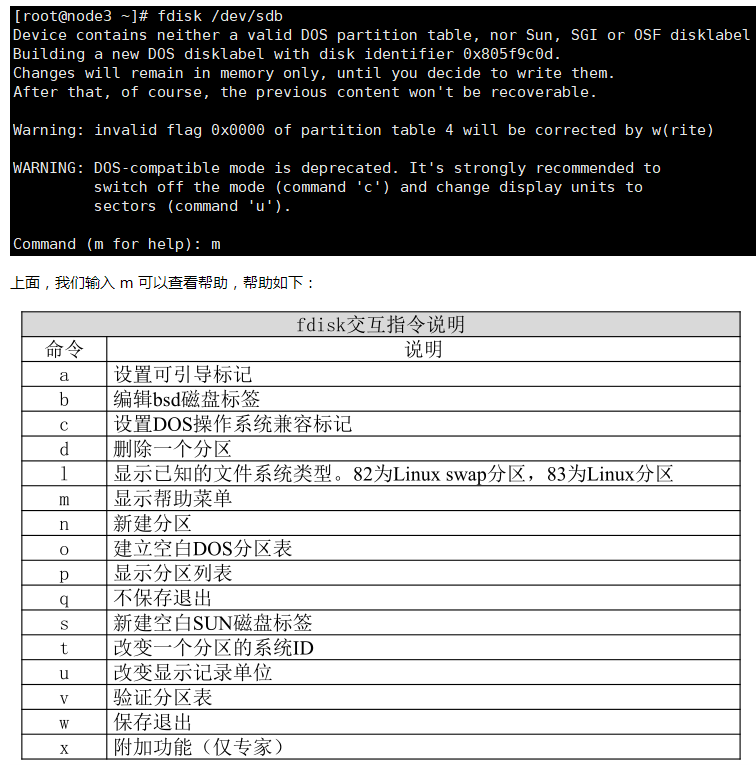 [root@node3 ~]# fdisk /dev/sdb
Device contains neither a valid DOS partition table, nor Sun, SGI or OSF disklabel
Building a new DOS disklabel with disk identifier 0x805f9c0d.
Changes will remain in memory only, until you decide to write them.
After that, of course, the previous content won't be recoverable.
Warning: invalid flag 0x0000 of partition table 4 will be corrected by w(rite)
WARNING: DOS-compatible mode is deprecated. It's strongly recommended to
switch off the mode (command 'c') and change display units to
sectors (command 'u').
Command (m for help): m
上面，我们输入 m 可以查看帮助，帮助如下：
fdisk交互指令说明
命令 说明
a 设置可引导标记
b 编辑bsd磁盘标签
c 设置DOS操作系统兼容标记
d 删除一个分区
l 显示已知的文件系统类型。82为Linux swap分区，83为Linux分区
m 显示帮助菜单
n 新建分区
o 建立空白DOS分区表
p 显示分区列表
q 不保存退出
s 新建空白SUN磁盘标签
t 改变一个分区的系统ID
u 改变显示记录单位
v 验证分区表
w 保存退出
x 附加功能（仅专家）